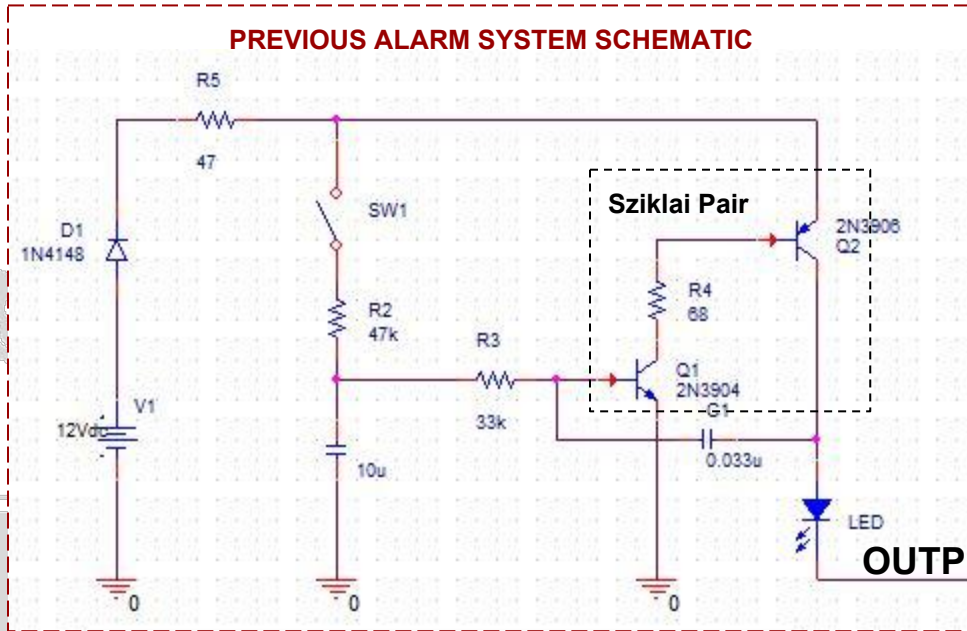 PREVIOUS ALARM SYSTEM SCHEMATIC
R5
47
SW1
Sziklai Pair
2N3906
Q2
D1
1N4148
R4
68
R2
47k
R3
33k
Q1
2N3904
C1
0.033u
V1
12Vdc
10u
LED
OUTP
0
0
0